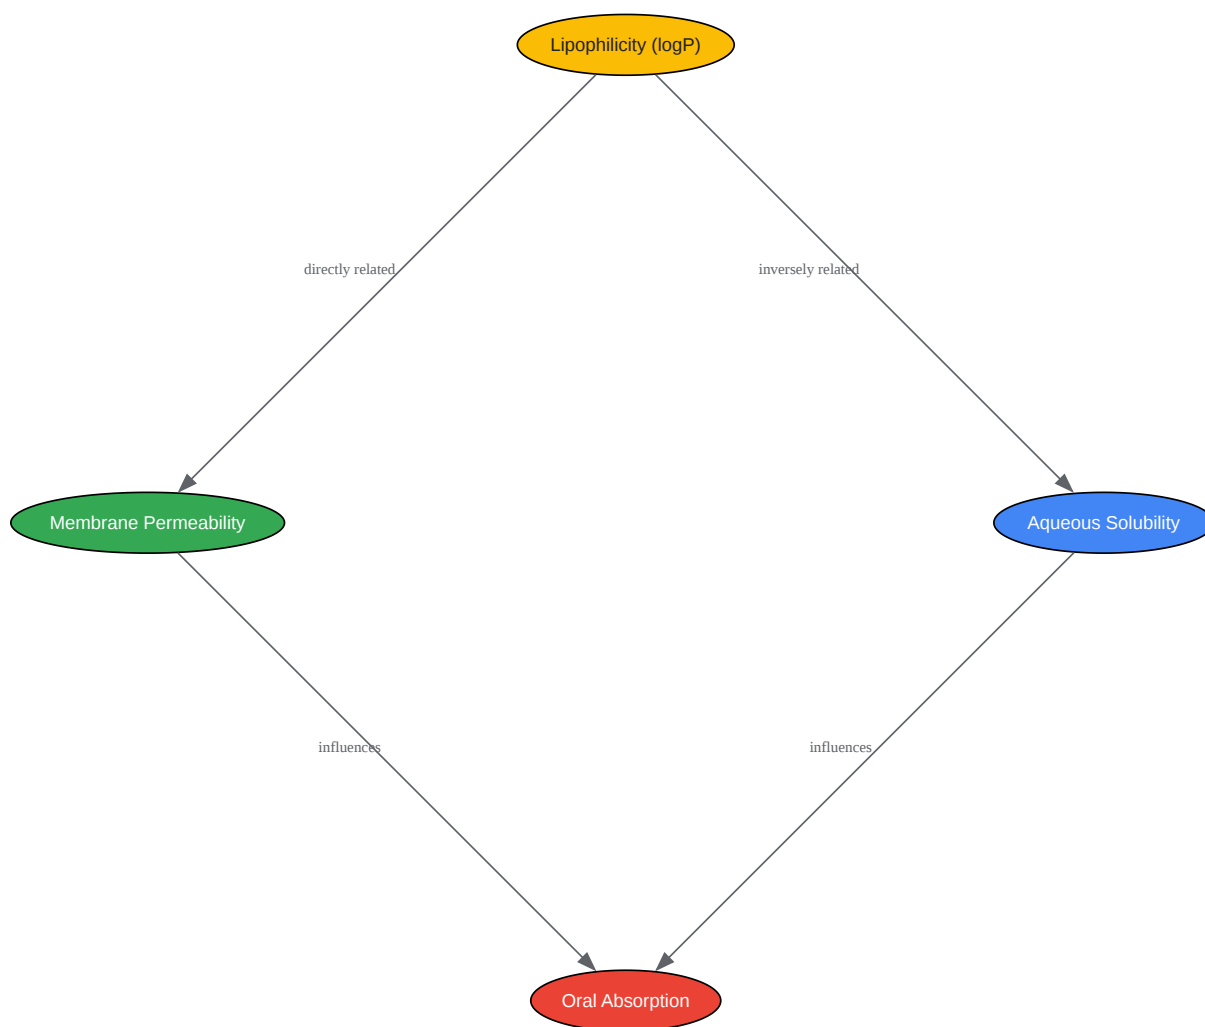 Lipophilicity (logP)
directly related
inversely related
Membrane Permeability
Aqueous Solubility
influences
influences
Oral Absorption